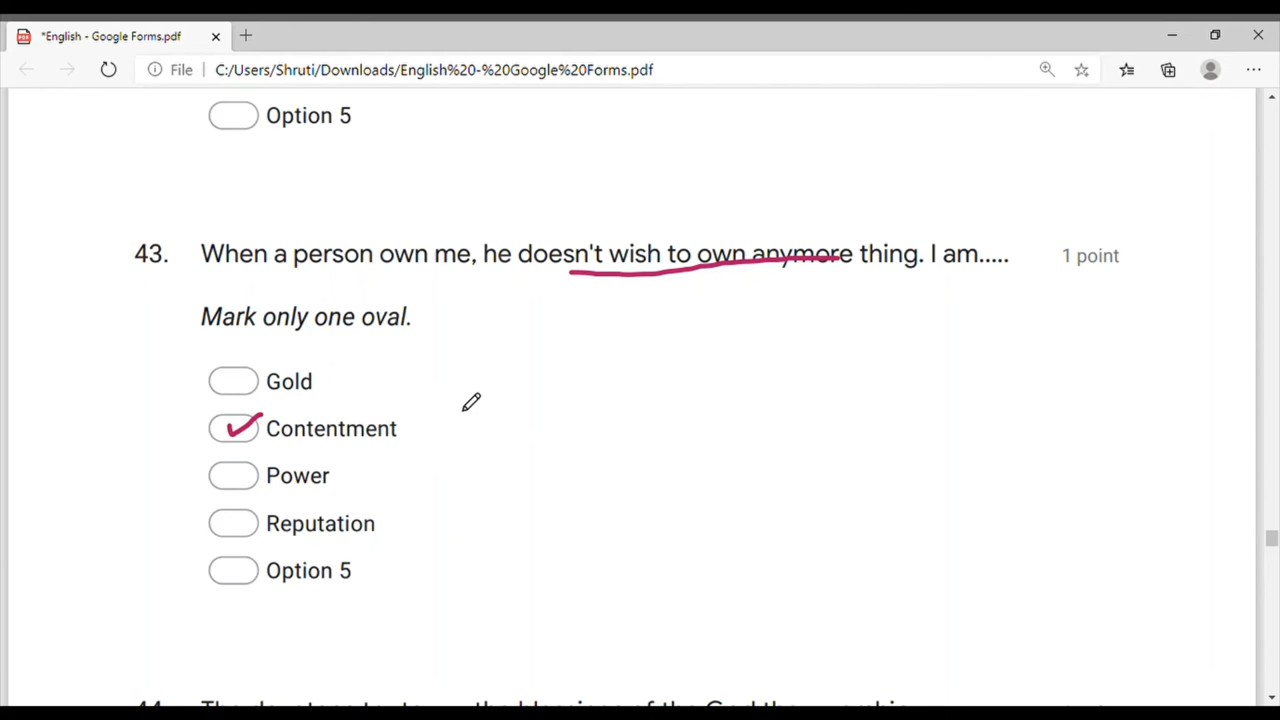 *English - Google Forms.pdf
File C:/Users/Shruti/Downloads/English%20-%20Google%20Forms.pdf
Option 5
43. When a person own me, he doesn't wish to own anymore thing. I am..... 1 point
Mark only one oval.
Gold
Contentment
Power
Reputation
Option 5